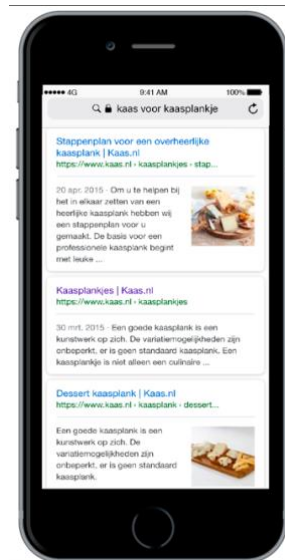 4G 9:41 AM 100%
kaas voor kaasplankje
Stappenplan voor een overheerlijke
kaasplank | Kaas.nl
https://www.kaas.nl › kaasplankjes › stap...
20 apr. 2015 - Om u te helpen bij
het in elkaar zetten van een
heerlijke kaasplank hebben wij
een stappenplan voor u
gemaakt. De basis voor een
professionele kaasplank begint
met leuke ...
Kaasplankjes | Kaas.nl
https://www.kaas.nl › kaasplankjes
30 mrt. 2015 - Een goede kaasplank is een
kunstwerk op zich. De variatiemogelijkheden zijn
onbeperkt, er is geen standaard kaasplank. Een
kaasplankje is niet alleen een culinaire ...
Dessert kaasplank | Kaas.nl
https://www.kaas.nl › kaasplank › dessert...
Een goede kaasplank is een
kunstwerk op zich. De
variatiemogelijkheden zijn
onbeperkt, er is geen standaard
kaasplank.